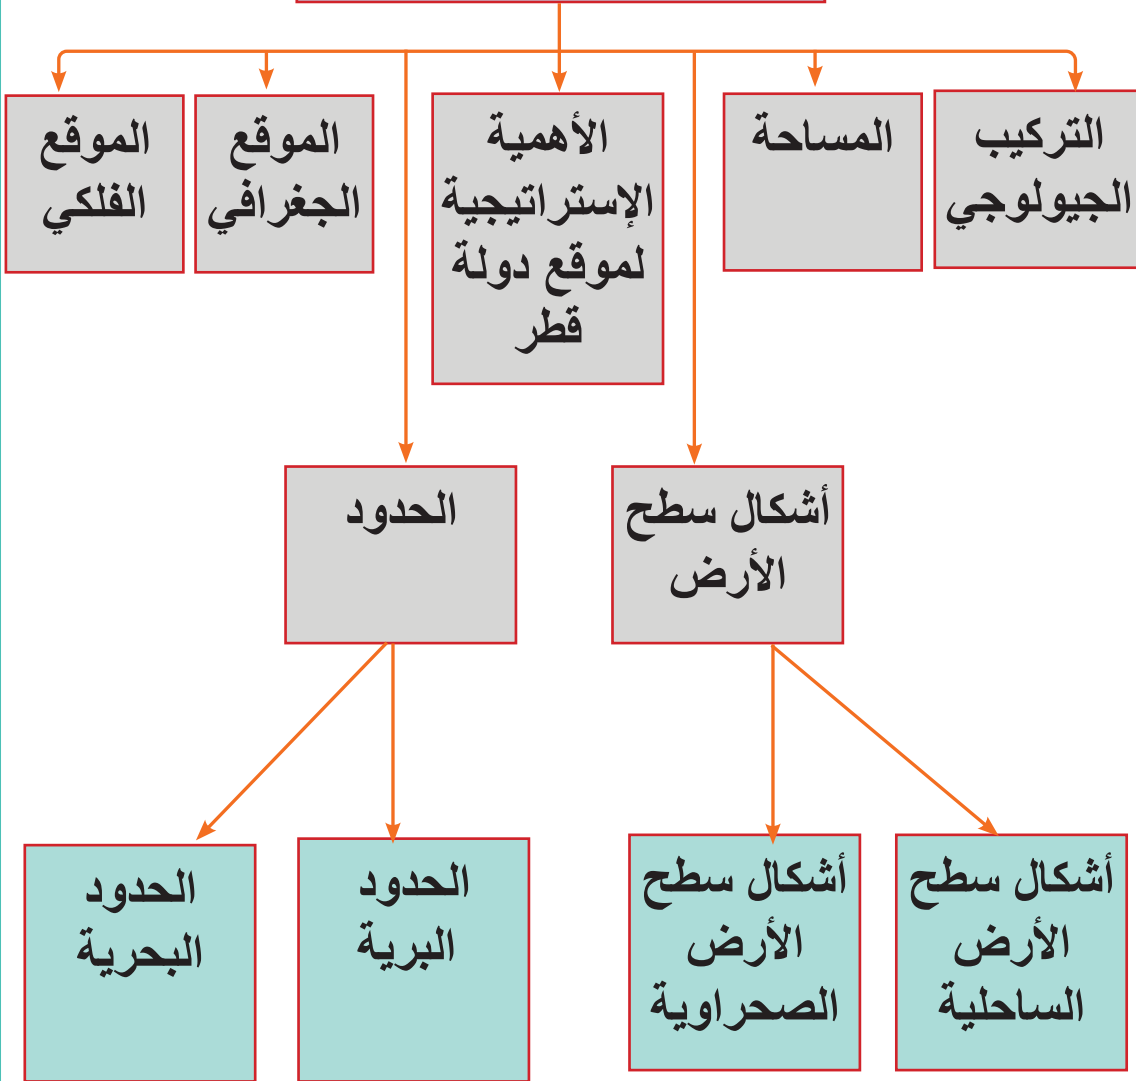 التركيب
الجيولوجي
المساحة
الأهمية
الإستراتيجية
لموقع دولة
قطر
الموقع
الجغرافي
الموقع
الفلكي
أشكال سطح
الأرض
الحدود
أشكال سطح
الأرض
الساحلية
أشكال سطح
الأرض
الصحراوية
الحدود
البرية
الحدود
البحرية